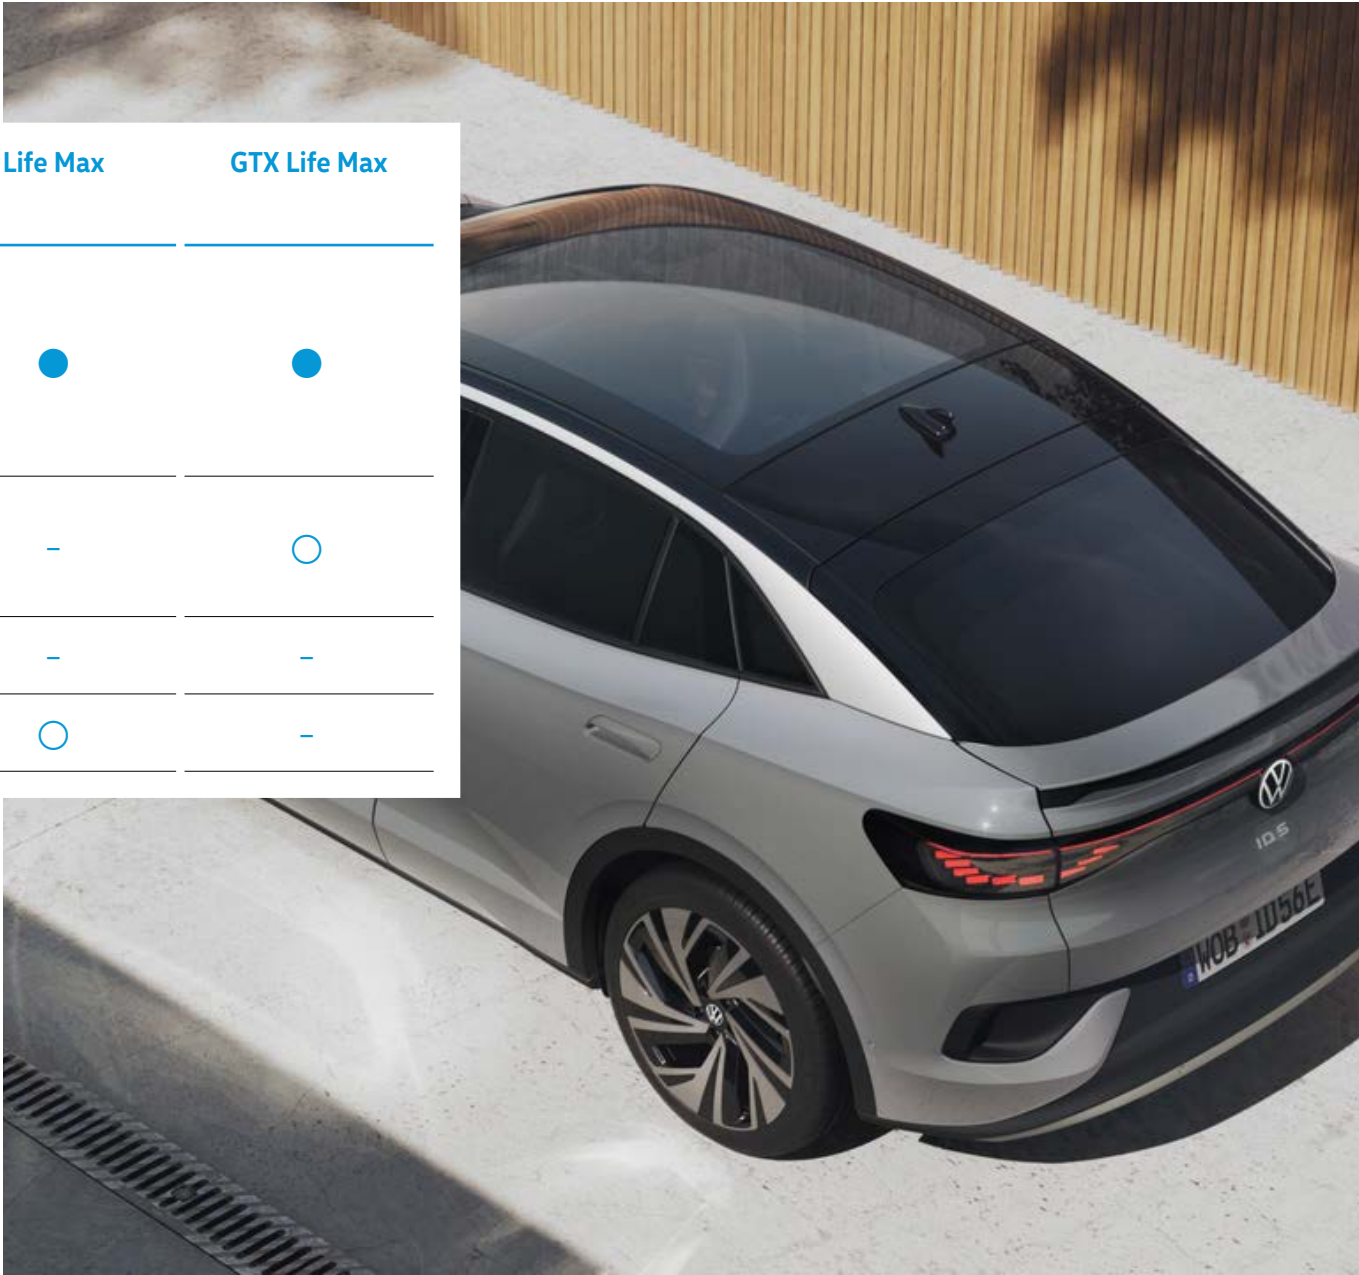 Life Max GTX Life Max
– 
– –
–
ID.5
WOB ID56E